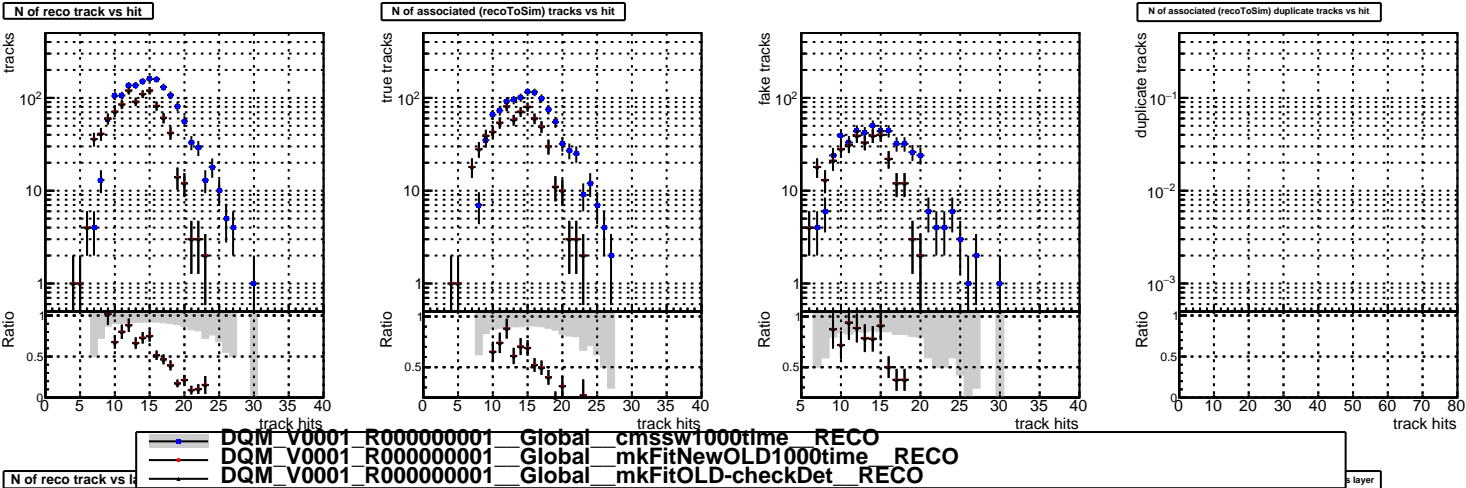 N of reco track vs hit
N of associated (recoToSim) tracks vs hit
N of associated (recoToSim) duplicate tracks vs hit
tracks
10²
10
1
Ratio
1
0.5
0
0 5 10 15 20 25 30 35 40
track hits
true tracks
10²
10
1
Ratio
1
0.5
5 10 15 20 25 30 35 40
track hits
fake tracks
10²
10
1
Ratio
1
0.5
5 10 15 20 25 30 35 40
track hits
duplicate tracks
10⁻¹
10⁻²
10⁻³
Ratio
1
0.5
0
0 10 20 30 40 50 60 70 80
track hits
DQM_V0001_R000000001__Global__cmssw1000time__RECO
DQM_V0001_R000000001__Global__mkFitNewOLD1000time__RECO
DQM_V0001_R000000001__Global__mkFitOLD-checkDet__RECO
N of reco track vs la
s layer